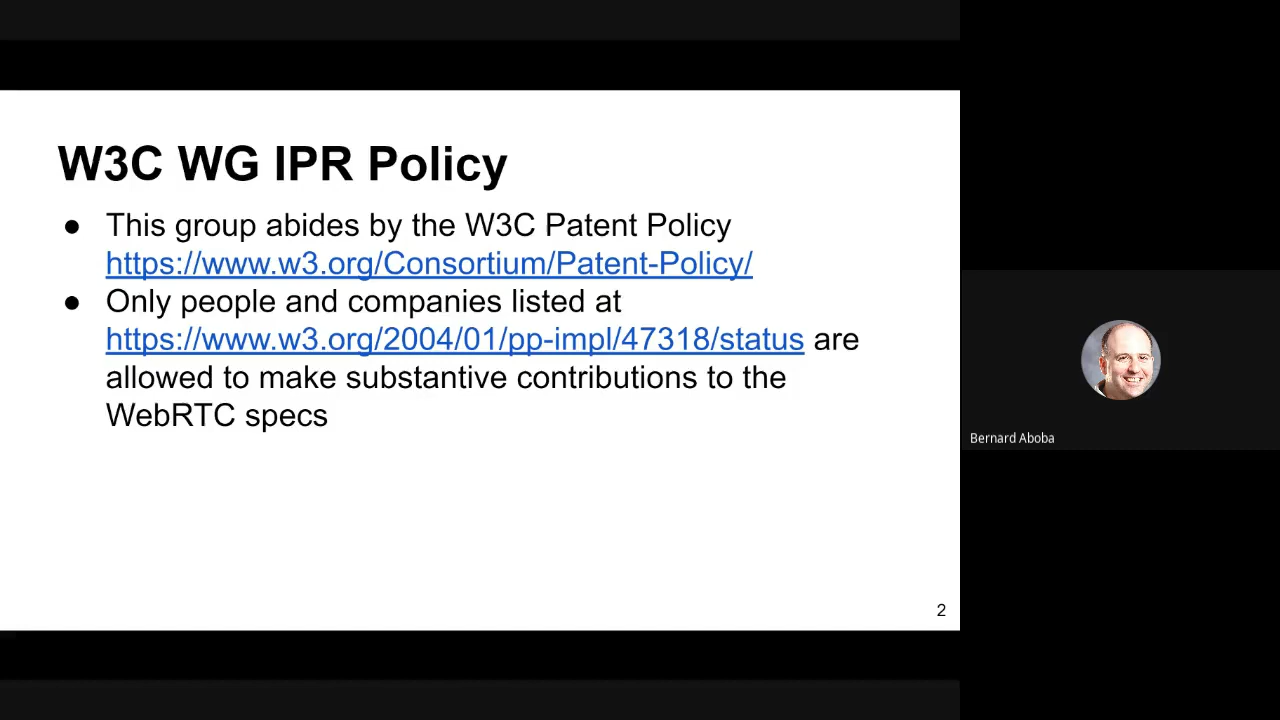 W3C WG IPR Policy
● This group abides by the W3C Patent Policy
https://www.w3.org/Consortium/Patent-Policy/
● Only people and companies listed at
https://www.w3.org/2004/01/pp-impl/47318/status are
allowed to make substantive contributions to the
WebRTC specs
2
Bernard Aboba